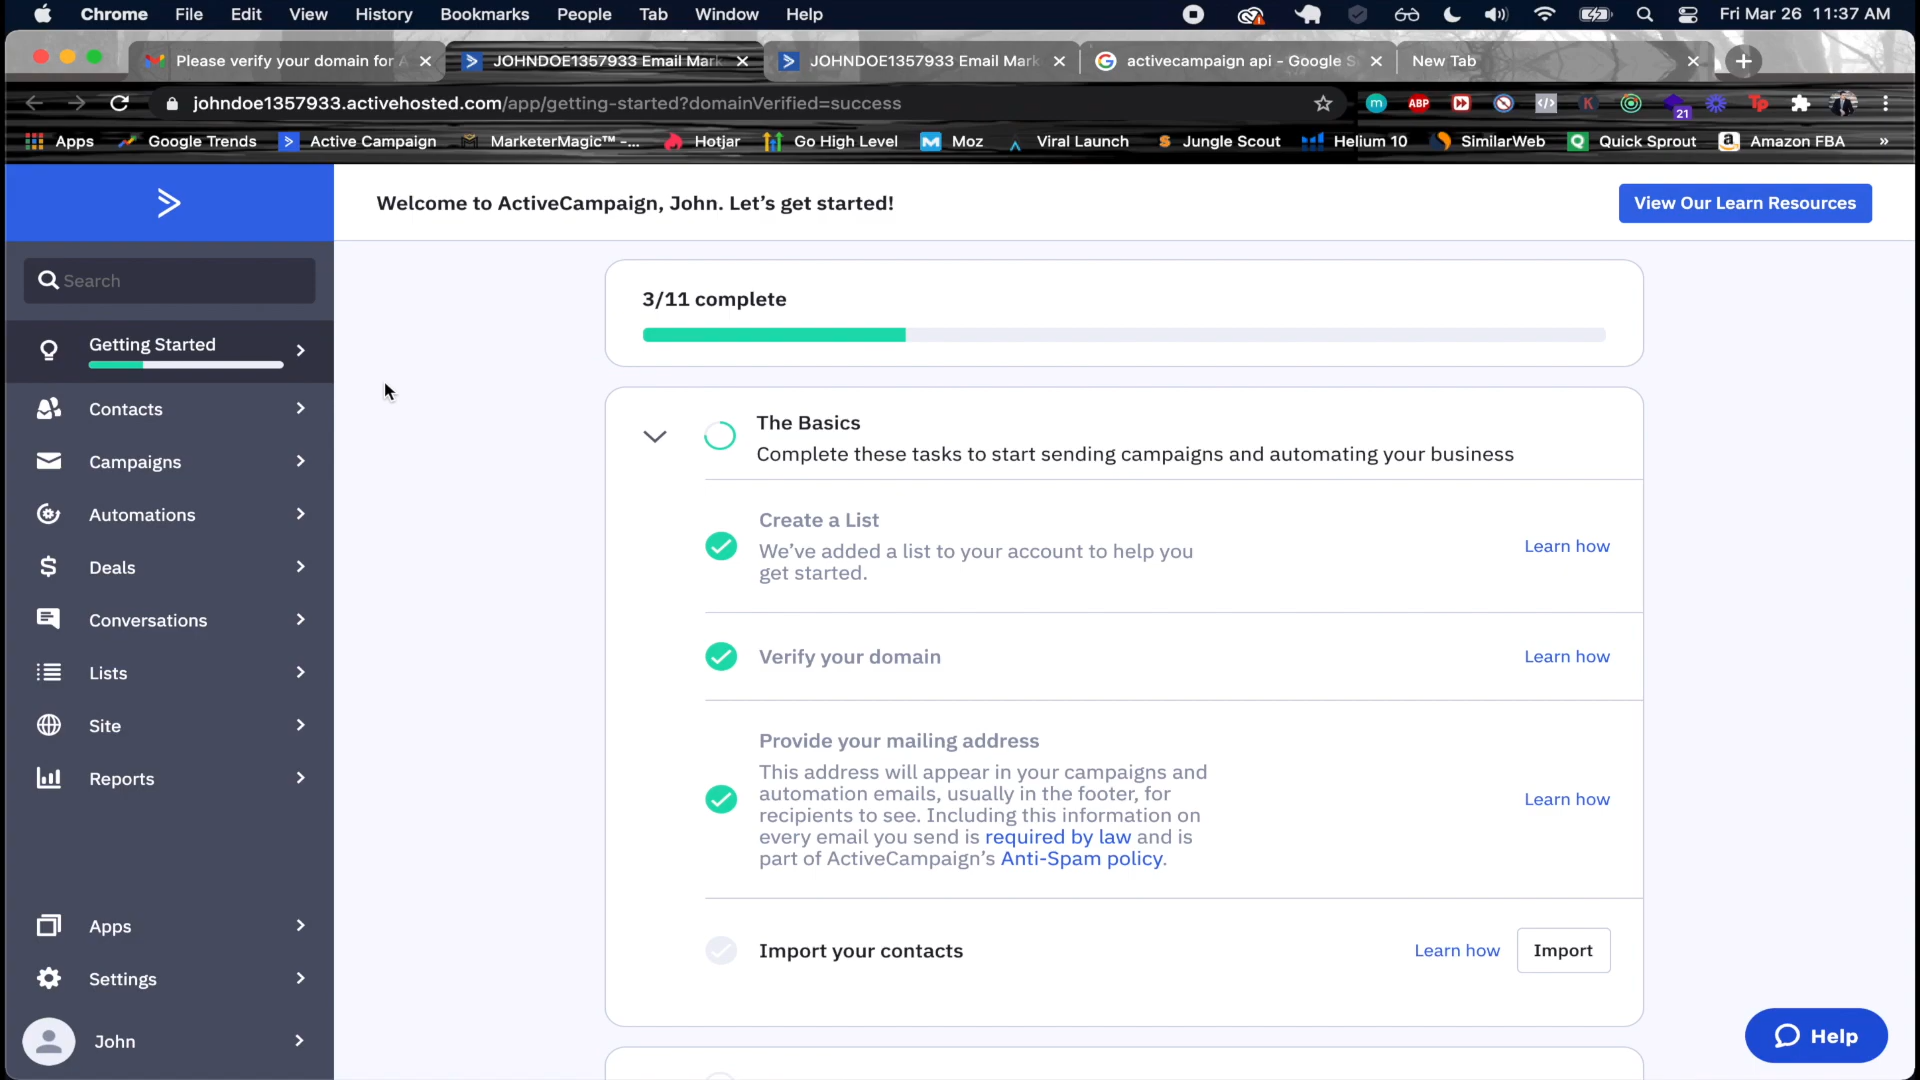 Chrome File Edit View History Bookmarks People Tab Window Help Fri Mar 26 11:37 AM
Please verify your domain for A JOHNDOE1357933 Email Mark JOHNDOE1357933 Email Mark activecampaign api - Google S New Tab
johndoe1357933.activehosted.com/app/getting-started?domainVerified=success m ABP K 21 Tp
Apps Google Trends Active Campaign MarketerMagic™ -... Hotjar Go High Level Moz Viral Launch Jungle Scout Helium 10 SimilarWeb Quick Sprout Amazon FBA »
Welcome to ActiveCampaign, John. Let's get started!
View Our Learn Resources
Search
Getting Started
Contacts
Campaigns
Automations
Deals
Conversations
Lists
Site
Reports
Apps
Settings
John
3/11 complete
The Basics
Complete these tasks to start sending campaigns and automating your business
Create a List
We've added a list to your account to help you
get started.
Learn how
Verify your domain
Learn how
Provide your mailing address
This address will appear in your campaigns and
automation emails, usually in the footer, for
recipients to see. Including this information on
every email you send is required by law and is
part of ActiveCampaign's Anti-Spam policy.
Learn how
Import your contacts
Learn how
Import
Help